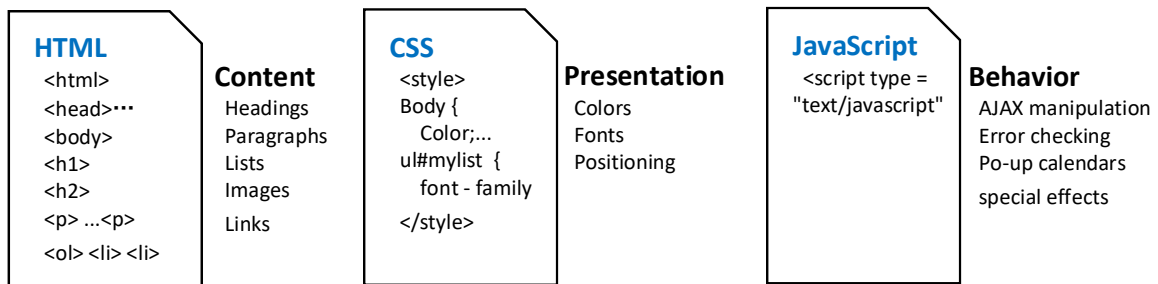 HTML
<html>
<head>···
<body>
<h1>
<h2>
<p> ...<p>
<ol> <li> <li>
Content
Headings
Paragraphs
Lists
Images
Links
CSS
<style>
Body {
Color;...
ul#mylist {
font - family
</style>
Presentation
Colors
Fonts
Positioning
JavaScript
<script type =
"text/javascript"
Behavior
AJAX manipulation
Error checking
Po-up calendars
special effects